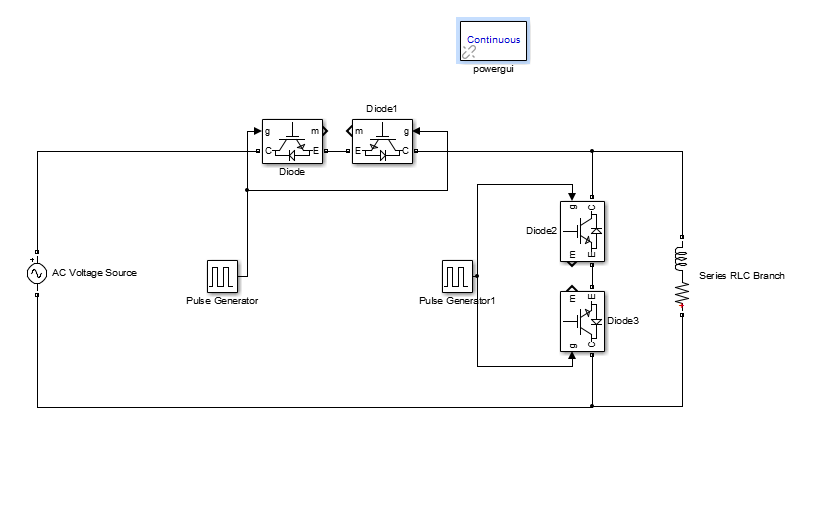 Continuous
powergui
Diode1
g m
m g
C E
E C
Diode
g C
Diode2
m E
AC Voltage Source
Pulse Generator
Pulse Generator1
Series RLC Branch
m E
Diode3
g C